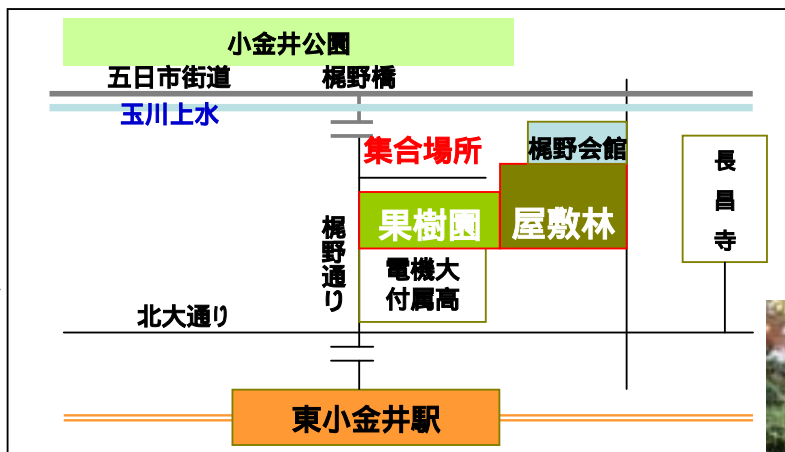 小金井公園
五日市街道
梶野橋
玉川上水
集合場所
梶野会館
長昌寺
果樹園
屋敷林
梶野通り
電機大
付属高
北大通り
東小金井駅